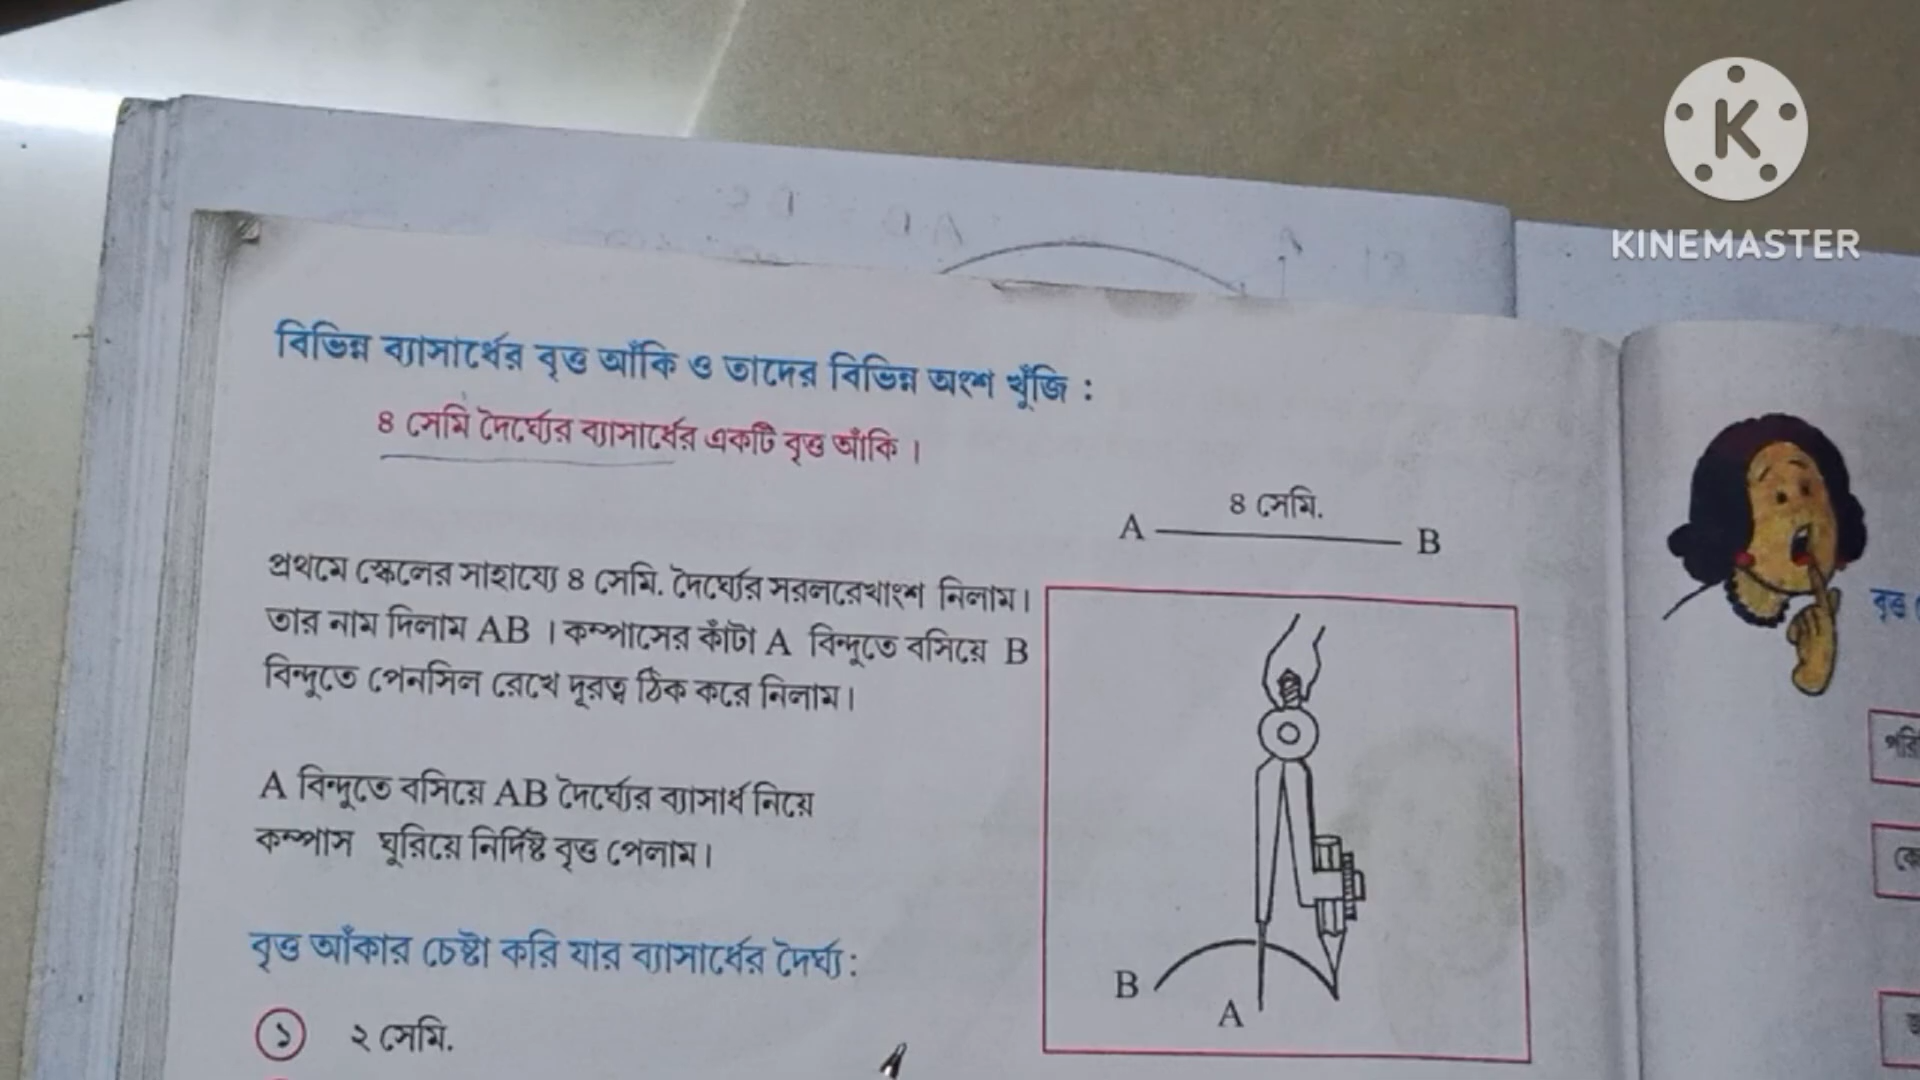 বিভিন্ন ব্যাসার্ধের বৃত্ত আঁকি ও তাদের বিভিন্ন অংশ খুঁজি :
৪ সেমি দৈর্ঘ্যের ব্যাসার্ধের একটি বৃত্ত আঁকি ।
৪ সেমি.
A B
প্রথমে স্কেলের সাহায্যে ৪ সেমি. দৈর্ঘ্যের সরলরেখাংশ নিলাম।
তার নাম দিলাম AB । কম্পাসের কাঁটা A বিন্দুতে বসিয়ে B
বিন্দুতে পেনসিল রেখে দূরত্ব ঠিক করে নিলাম।
A বিন্দুতে বসিয়ে AB দৈর্ঘ্যের ব্যাসার্ধ নিয়ে
কম্পাস ঘুরিয়ে নির্দিষ্ট বৃত্ত পেলাম।
B
A
বৃত্ত আঁকার চেষ্টা করি যার ব্যাসার্ধের দৈর্ঘ্য :
১ ২ সেমি.
বৃত্ত
K
KINEMASTER